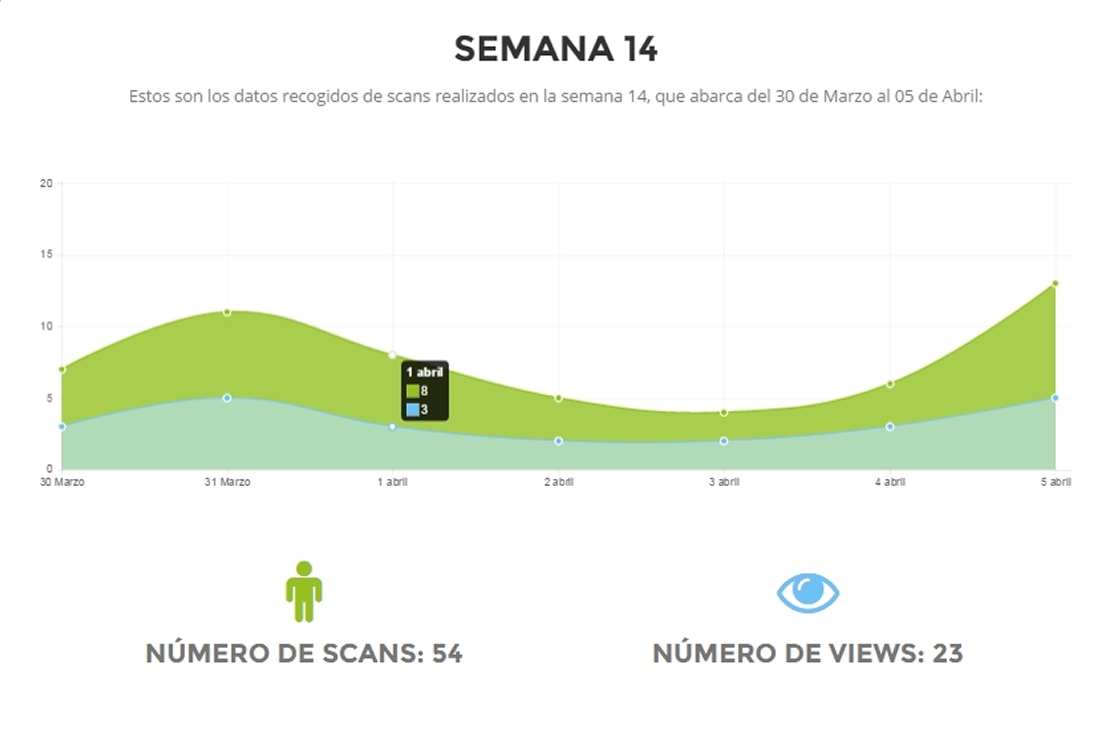 SEMANA 14
Estos son los datos recogidos de scans realizados en la semana 14, que abarca del 30 de Marzo al 05 de Abril:
20
15
10
5
0
1 abril
8
3
30 Marzo 31 Marzo 1 abril 2 abril 3 abril 4 abril 5 abril
NÚMERO DE SCANS: 54 NÚMERO DE VIEWS: 23